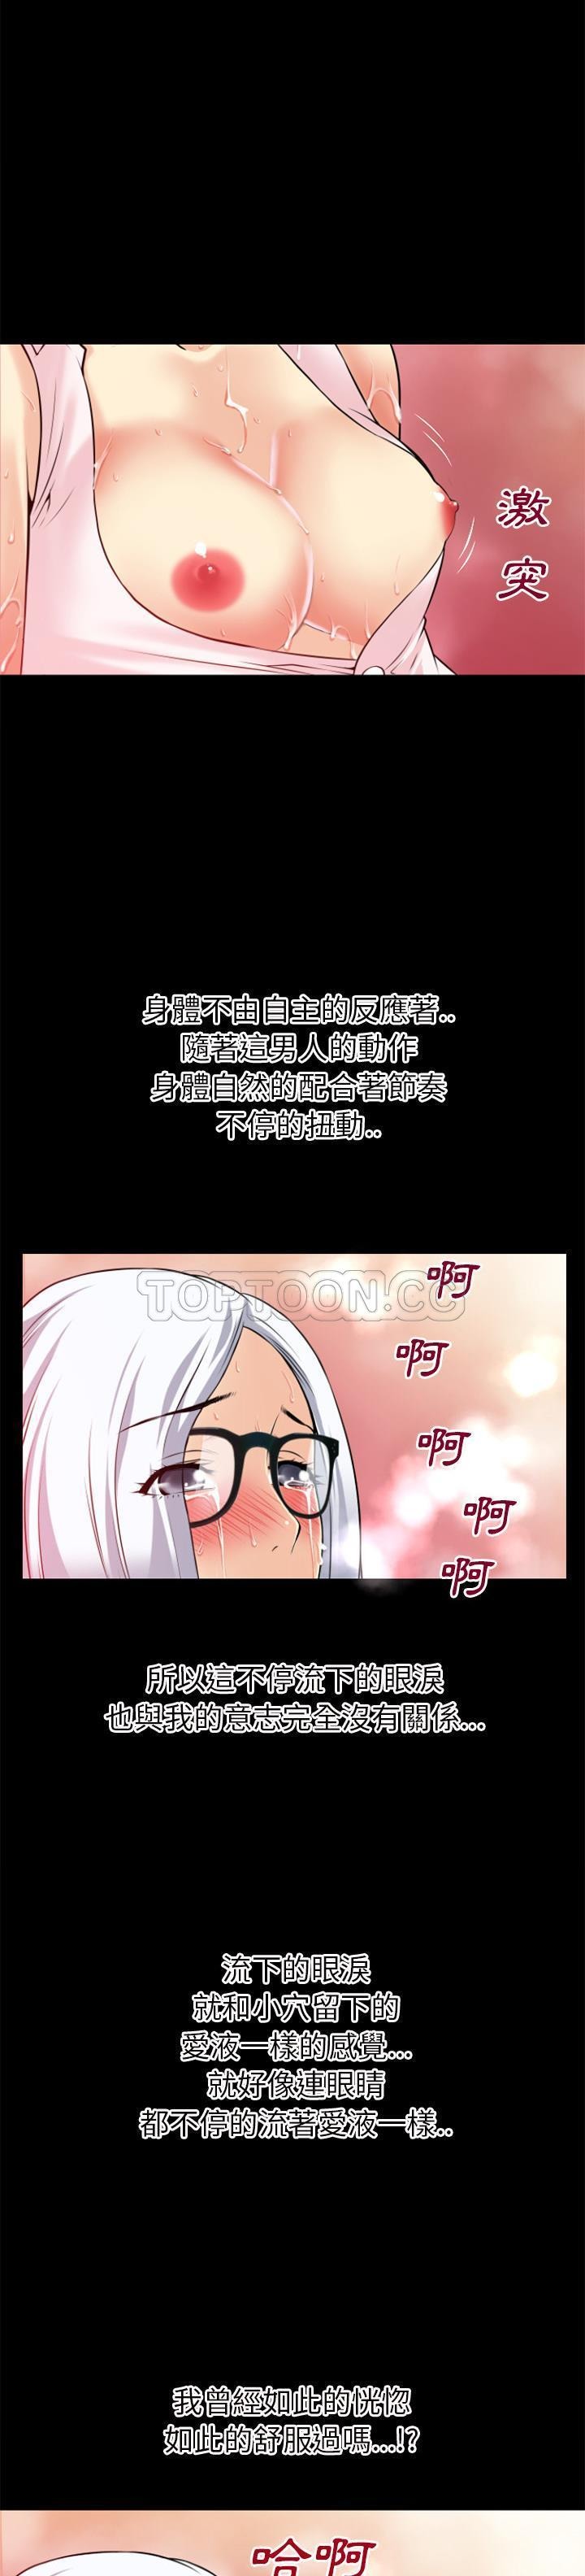 激
突
身體不由自主的反應著..
隨著這男人的動作
身體自然的配合著節奏
不停的扭動..
TOPTOON.CC
啊
啊
啊
啊
啊
所以這不停流下的眼淚
也與我的意志完全沒有關係...
流下的眼淚
就和小穴留下的
愛液一樣的感覺...
就好像連眼睛
都不停的流著愛液一樣..
我曾經如此的恍惚
如此的舒服過嗎...!?
哈啊